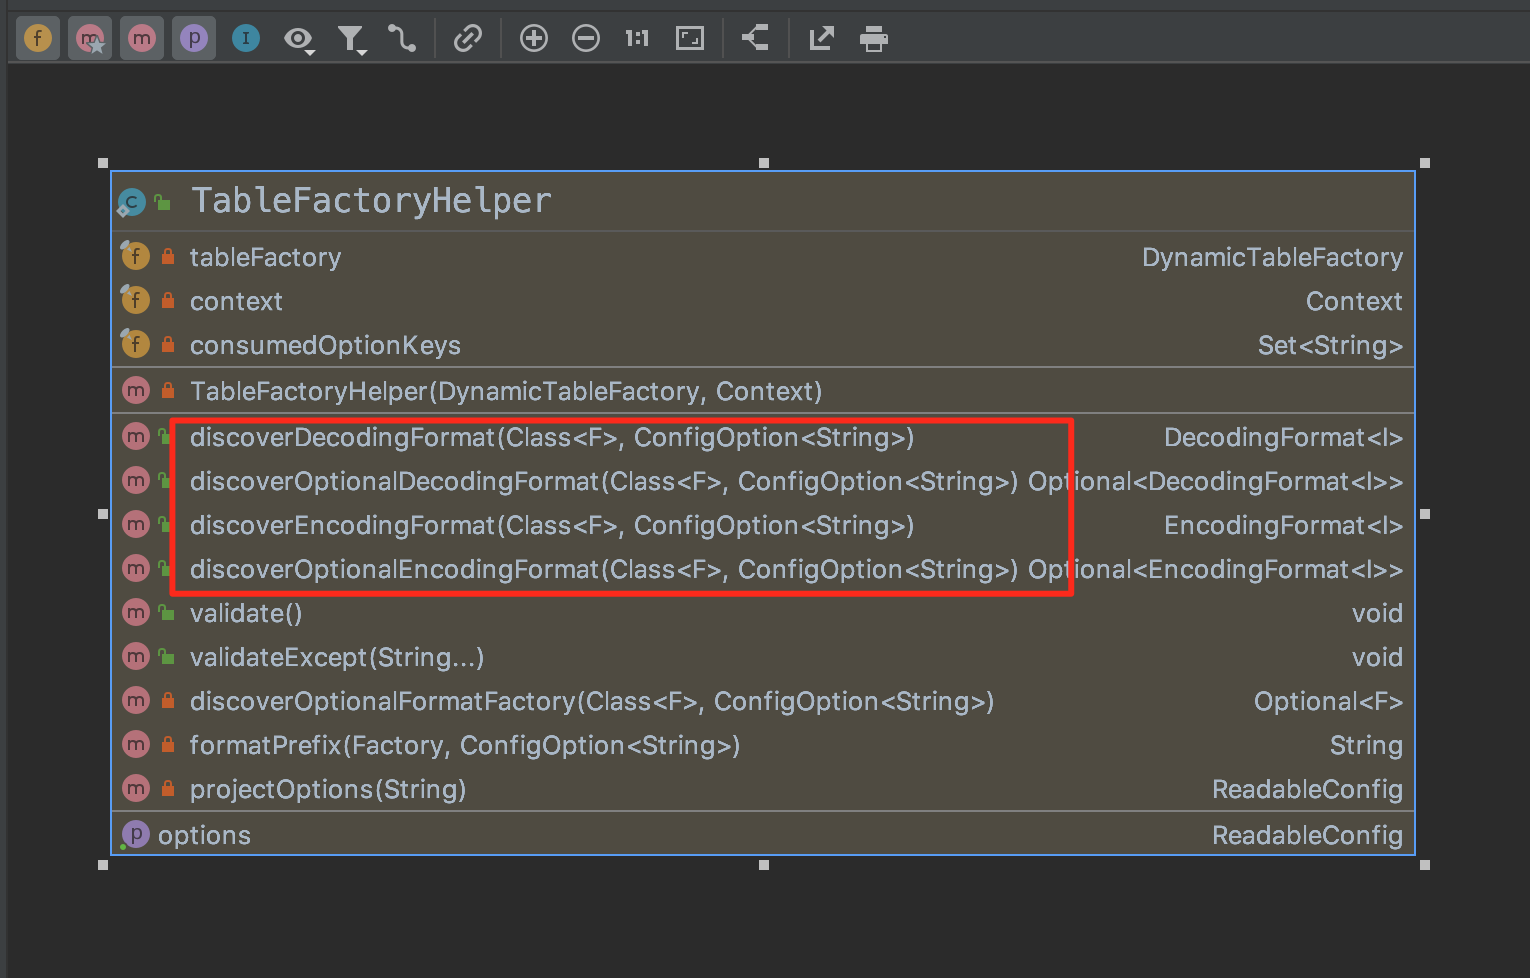 f m m p I 1:1
C TableFactoryHelper
f tableFactory DynamicTableFactory
f context Context
f consumedOptionKeys Set<String>
m TableFactoryHelper(DynamicTableFactory, Context)
m discoverDecodingFormat(Class<F>, ConfigOption<String>) DecodingFormat<I>
m discoverOptionalDecodingFormat(Class<F>, ConfigOption<String>) Optional<DecodingFormat<I>>
m discoverEncodingFormat(Class<F>, ConfigOption<String>) EncodingFormat<I>
m discoverOptionalEncodingFormat(Class<F>, ConfigOption<String>) Optional<EncodingFormat<I>>
m validate() void
m validateExcept(String...) void
m discoverOptionalFormatFactory(Class<F>, ConfigOption<String>) Optional<F>
m formatPrefix(Factory, ConfigOption<String>) String
m projectOptions(String) ReadableConfig
p options ReadableConfig